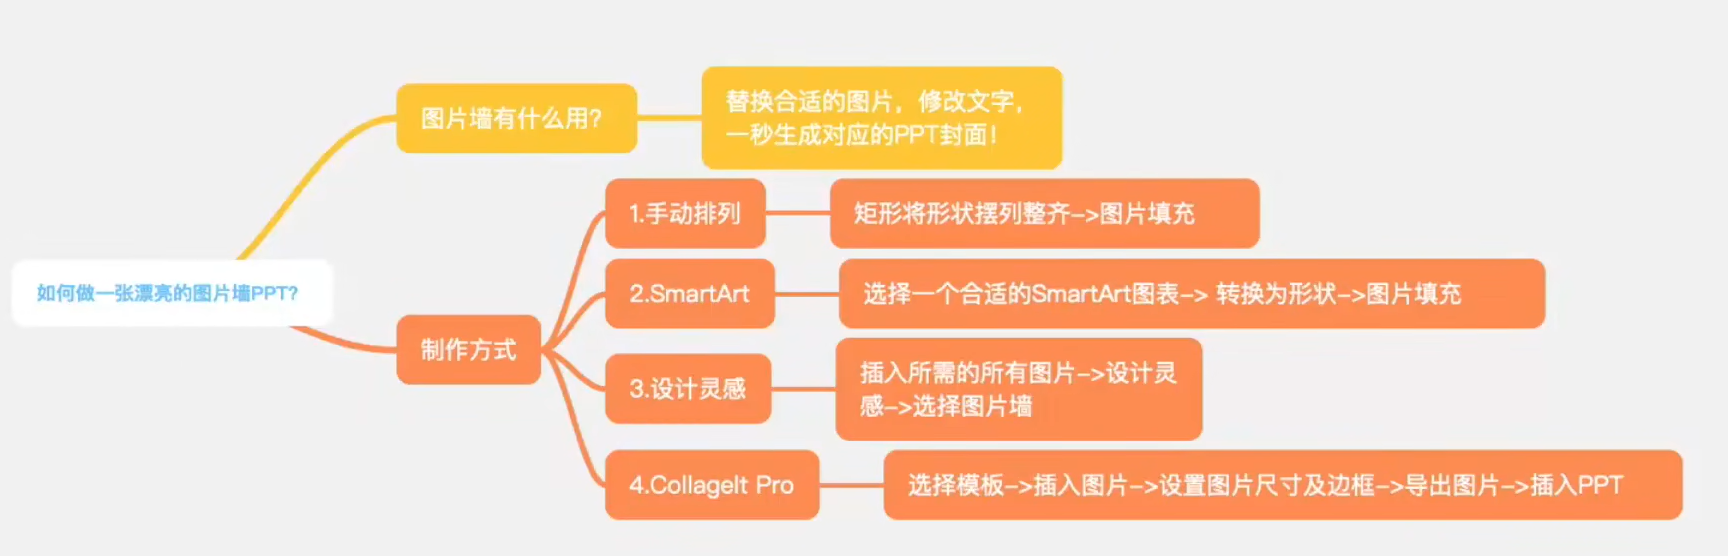 如何做一张漂亮的图片墙PPT?
图片墙有什么用?
替换合适的图片，修改文字，
一秒生成对应的PPT封面!
制作方式
1.手动排列
矩形将形状摆列整齐->图片填充
2.SmartArt
选择一个合适的SmartArt图表-> 转换为形状->图片填充
3.设计灵感
插入所需的所有图片->设计灵
感->选择图片墙
4.CollageIt Pro
选择模板->插入图片->设置图片尺寸及边框->导出图片->插入PPT